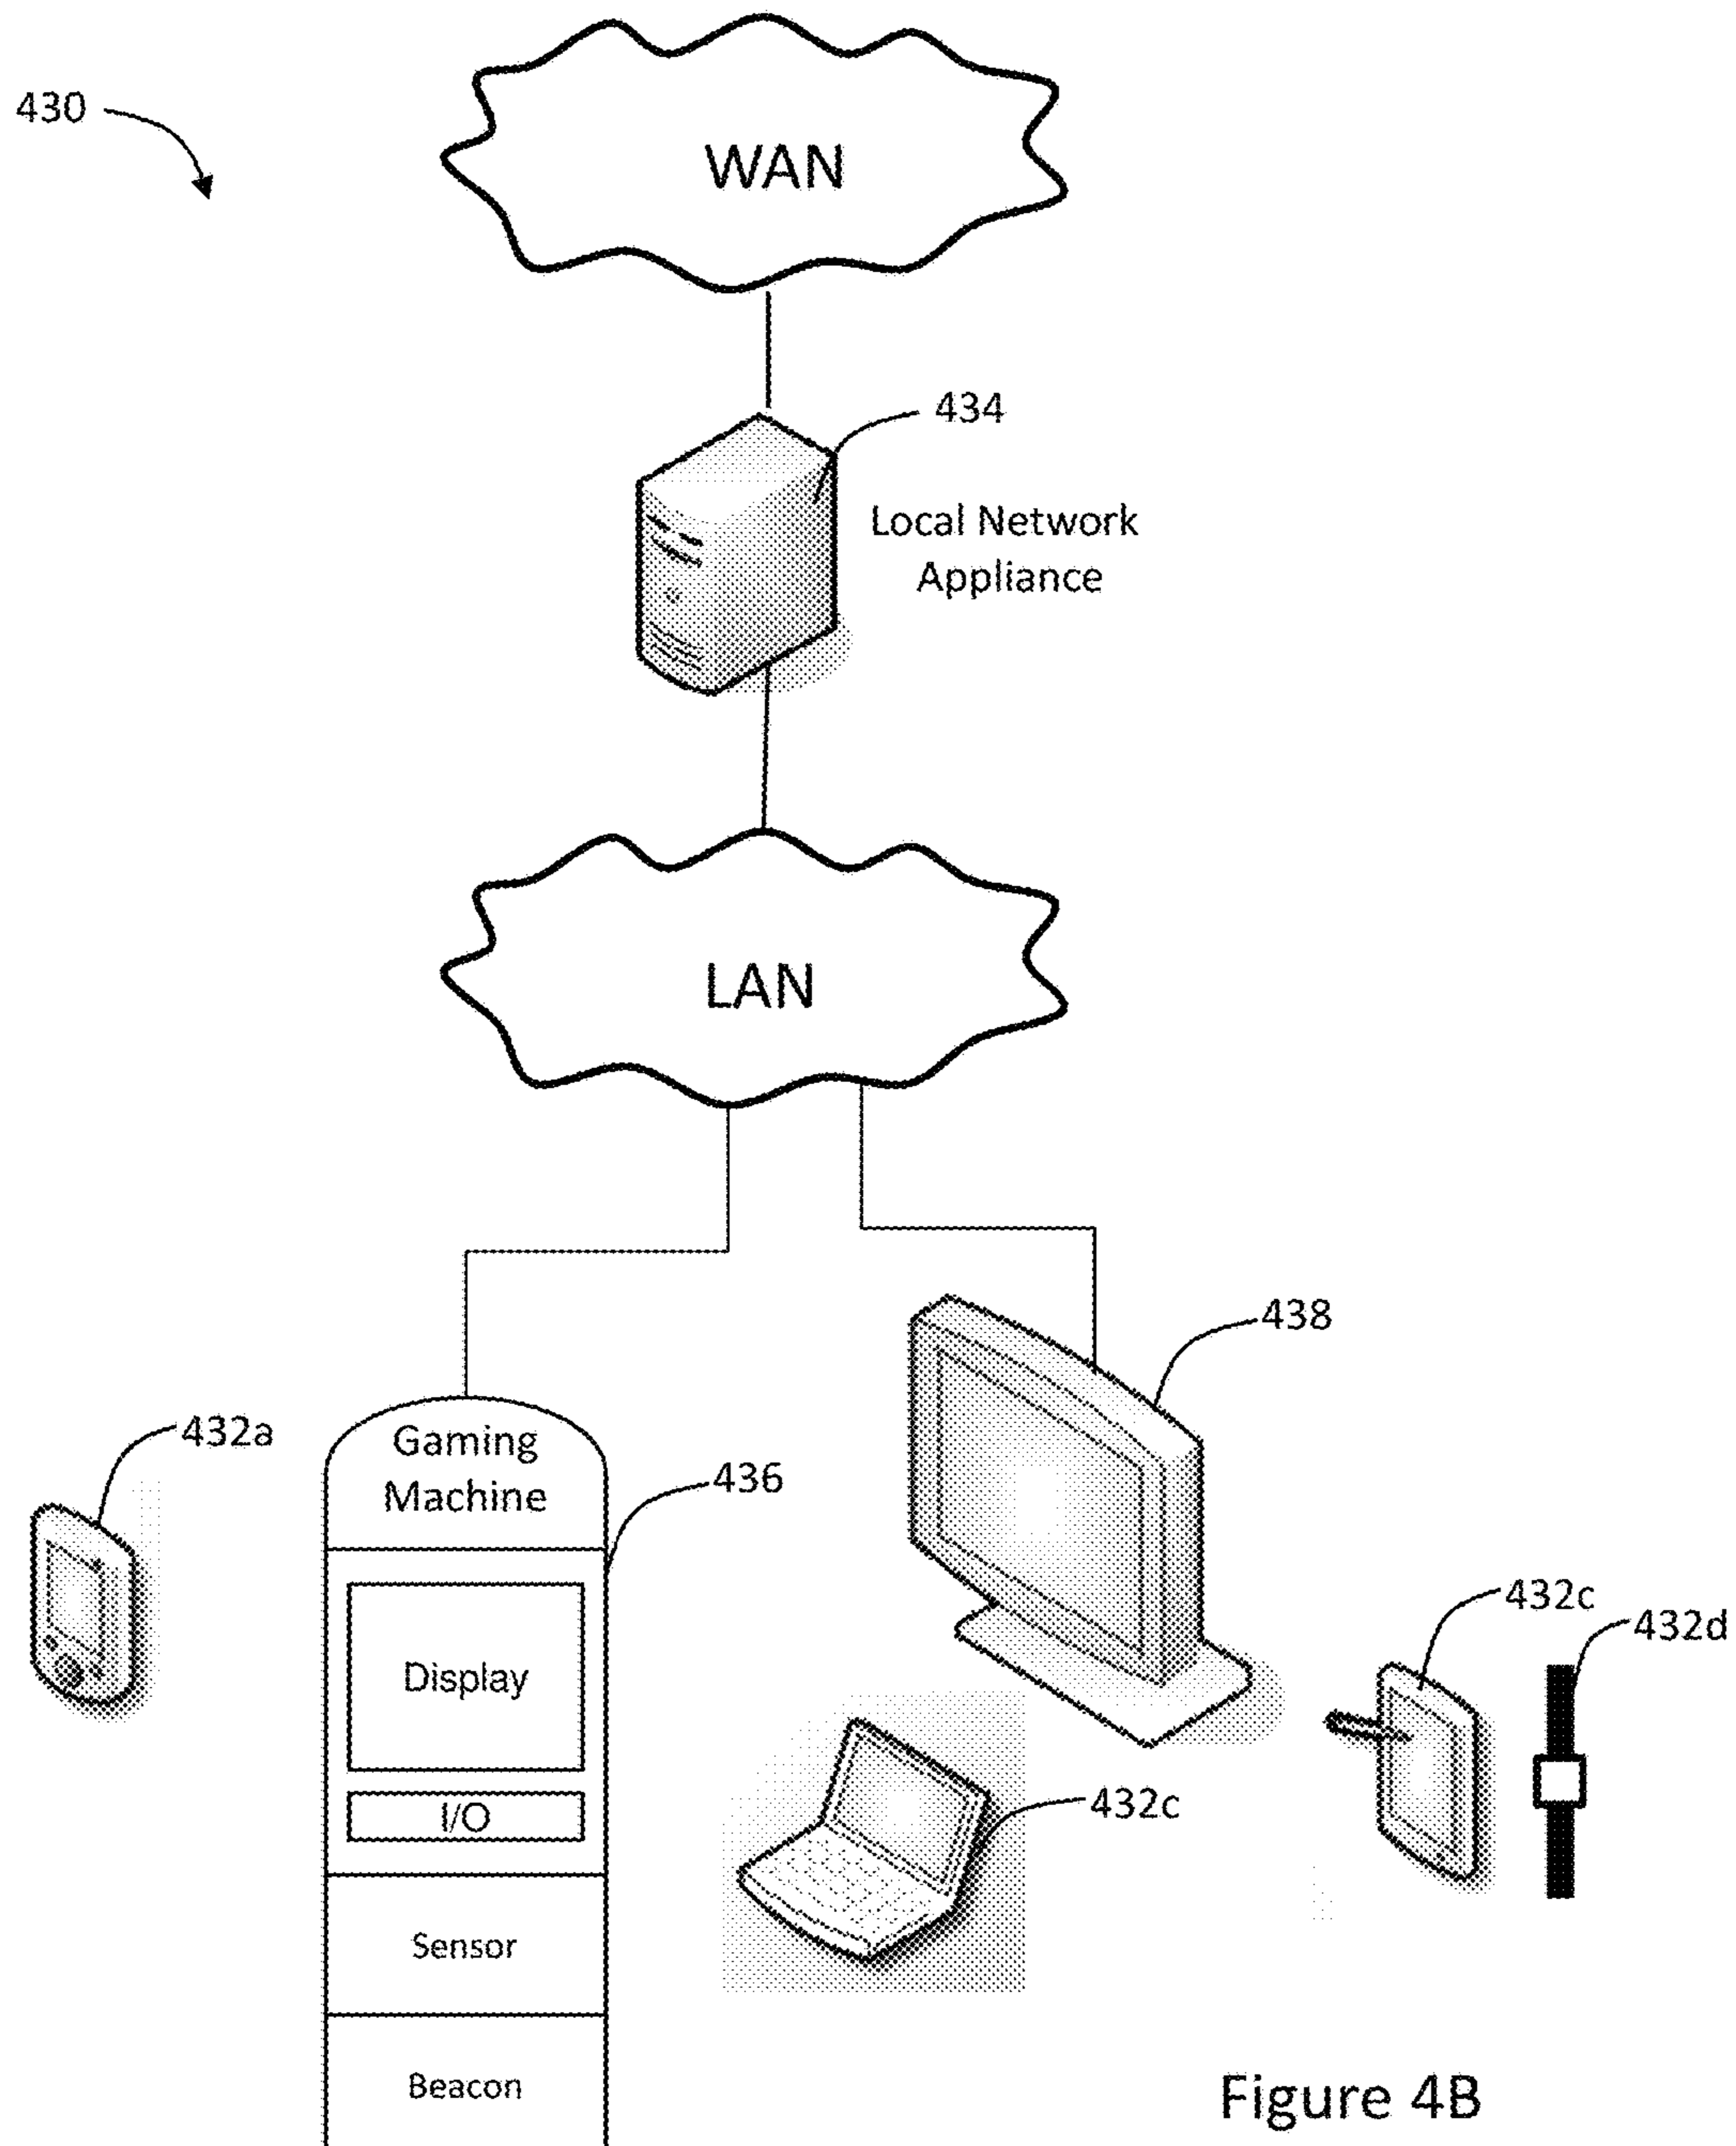 430
WAN
434
Local Network
Appliance
LAN
438
432a
Gaming
Machine
436
432c
432d
Display
432c
I/O
Sensor
Beacon
Figure 4B